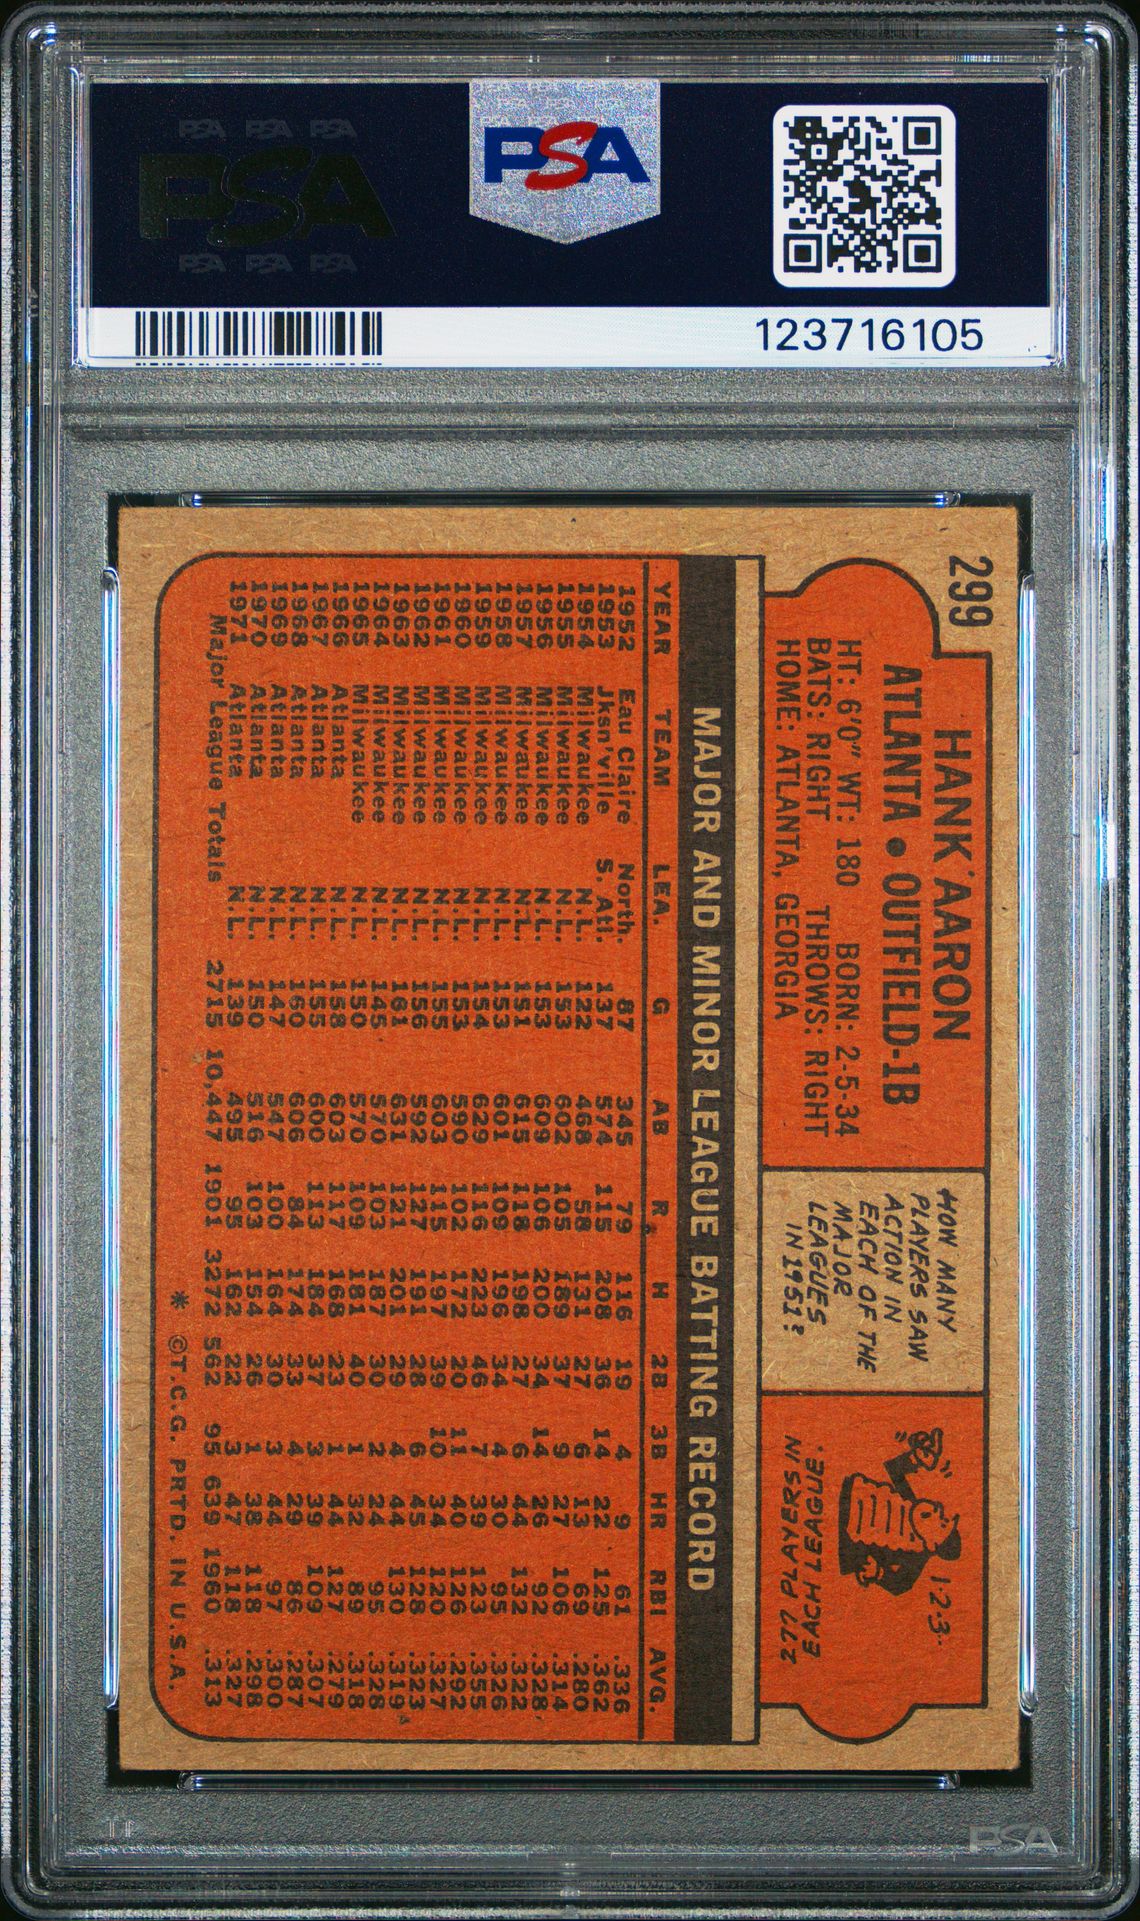 PSA PSA PSA
PSA
PSA PSA PSA
PSA
123716105
299
HANK AARON
ATLANTA • OUTFIELD-1B
HT: 6'0" WT: 180 BORN: 2-5-34
BATS: RIGHT THROWS: RIGHT
HOME: ATLANTA, GEORGIA
HOW MANY
PLAYERS SAW
ACTION IN
EACH OF THE
MAJOR
LEAGUES
IN 1951?
1-2-3-
277 PLAYERS IN
EACH LEAGUE.
MAJOR AND MINOR LEAGUE BATTING RECORD
YEAR TEAM LEA. G AB R H 2B 3B HR RBI AVG.
1952 Eau Claire North. 87 345 79 116 19 4 9 61 .336
1953 Jksn'ville S. Atl. 137 574 115 208 36 14 22 125 .362
1954 Milwaukee N.L. 122 468 58 131 27 6 13 69 .280
1955 Milwaukee N.L. 153 602 105 189 37 9 27 106 .314
1956 Milwaukee N.L. 153 609 106 200 34 14 26 92 .328
1957 Milwaukee N.L. 151 615 118 198 27 6 44 132 .322
1958 Milwaukee N.L. 153 601 109 196 34 4 30 95 .326
1959 Milwaukee N.L. 154 629 116 223 46 7 39 123 .355
1960 Milwaukee N.L. 153 590 102 172 20 11 40 126 .292
1961 Milwaukee N.L. 155 603 115 197 39 10 34 120 .327
1962 Milwaukee N.L. 156 592 127 191 28 6 45 128 .323
1963 Milwaukee N.L. 161 631 121 201 29 4 44 130 .319
1964 Milwaukee N.L. 145 570 103 187 30 2 24 95 .328
1965 Milwaukee N.L. 150 570 109 181 40 1 32 89 .318
1966 Atlanta N.L. 158 603 117 168 23 1 44 127 .279
1967 Atlanta N.L. 155 600 113 184 37 3 39 109 .307
1968 Atlanta N.L. 160 606 84 174 33 4 29 86 .287
1969 Atlanta N.L. 147 547 100 164 30 3 44 97 .300
1970 Atlanta N.L. 150 516 103 154 26 1 38 118 .298
1971 Atlanta N.L. 139 495 95 162 22 3 47 118 .327
Major League Totals 2715 10,447 1901 3272 562 95 639 1960 .313
* ©T.C.G. PRTD. IN U.S.A.
PSA